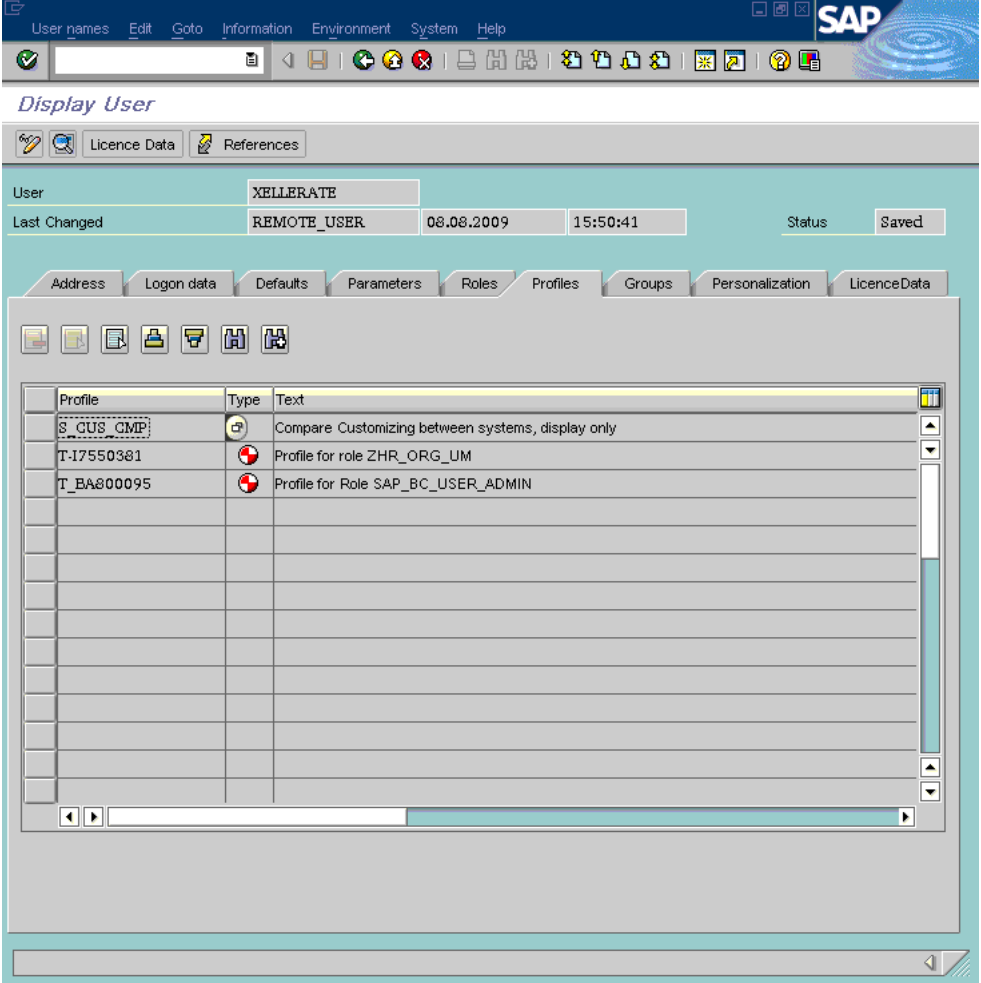 User names Edit Goto Information Environment System Help
SAP
Display User
Licence Data References
User XELLERATE
Last Changed REMOTE_USER 08.08.2009 15:50:41 Status Saved
Address Logon data Defaults Parameters Roles Profiles Groups Personalization LicenceData
Profile Type Text
S_CUS_CMP Compare Customizing between systems, display only
T-I7550381 Profile for role ZHR_ORG_UM
T_BA800095 Profile for Role SAP_BC_USER_ADMIN